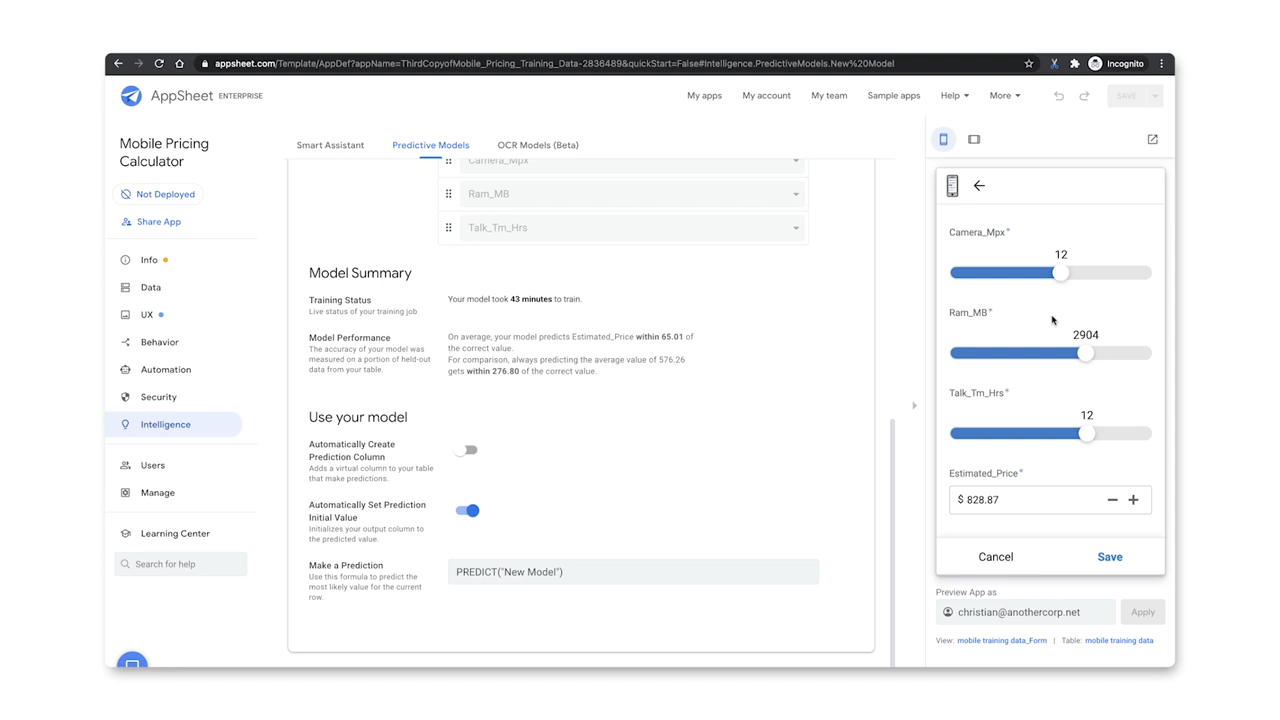 appsheet.com/Template/AppDef?appName=ThirdCopyofMobile_Pricing_Training_Data-2836489&quickStart=False#Intelligence.PredictiveModels.New%20Model
Incognito
AppSheet ENTERPRISE
My apps
My account
My team
Sample apps
Help
More
SAVE
Mobile Pricing
Calculator
Not Deployed
Share App
Info
Data
UX
Behavior
Automation
Security
Intelligence
Users
Manage
Learning Center
Search for help
Smart Assistant
Predictive Models
OCR Models (Beta)
Camera_Mpx
Ram_MB
Talk_Tm_Hrs
Model Summary
Training Status
Live status of your training job
Your model took 43 minutes to train.
Model Performance
The accuracy of your model was
measured on a portion of held-out
data from your table.
On average, your model predicts Estimated_Price within 65.01 of
the correct value.
For comparison, always predicting the average value of 576.26
gets within 276.80 of the correct value.
Use your model
Automatically Create
Prediction Column
Adds a virtual column to your table
that make predictions.
Automatically Set Prediction
Initial Value
Initializes your output column to
the predicted value.
Make a Prediction
Use this formula to predict the
most likely value for the current
row.
PREDICT("New Model")
Camera_Mpx*
12
Ram_MB*
2904
Talk_Tm_Hrs*
12
Estimated_Price*
$ 828.87
Cancel
Save
Preview App as
christian@anothercorp.net
Apply
View: mobile training data_Form | Table: mobile training data